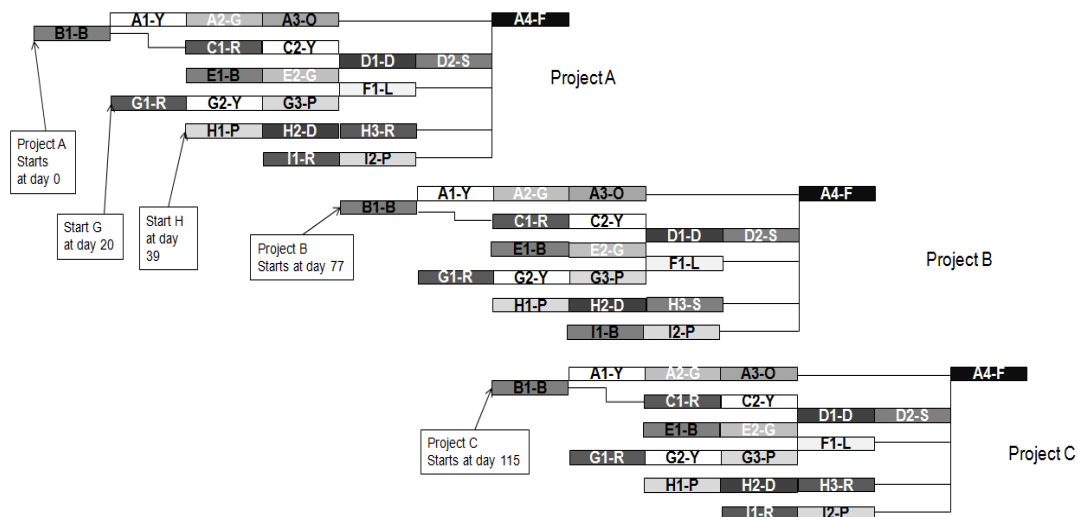 A1-Y A2-G A3-O A4-F
B1-B
C1-R C2-Y
D1-D D2-S
E1-B E2-G
Project A
F1-L
G1-R G2-Y G3-P
H1-P H2-D H3-R
I1-R I2-P
Project A
Starts
at day 0
Start G
at day 20
Start H
at day
39
Project B
Starts at day 77
A1-Y A2-G A3-O A4-F
B1-B
C1-R C2-Y
D1-D D2-S
E1-B E2-G
Project B
F1-L
G1-R G2-Y G3-P
H1-P H2-D H3-S
I1-B I2-P
A1-Y A2-G A3-O A4-F
B1-B
C1-R C2-Y
D1-D D2-S
E1-B E2-G
F1-L
Project C
G1-R G2-Y G3-P
H1-P H2-D H3-R
I1-R I2-P
Project C
Starts at day 115